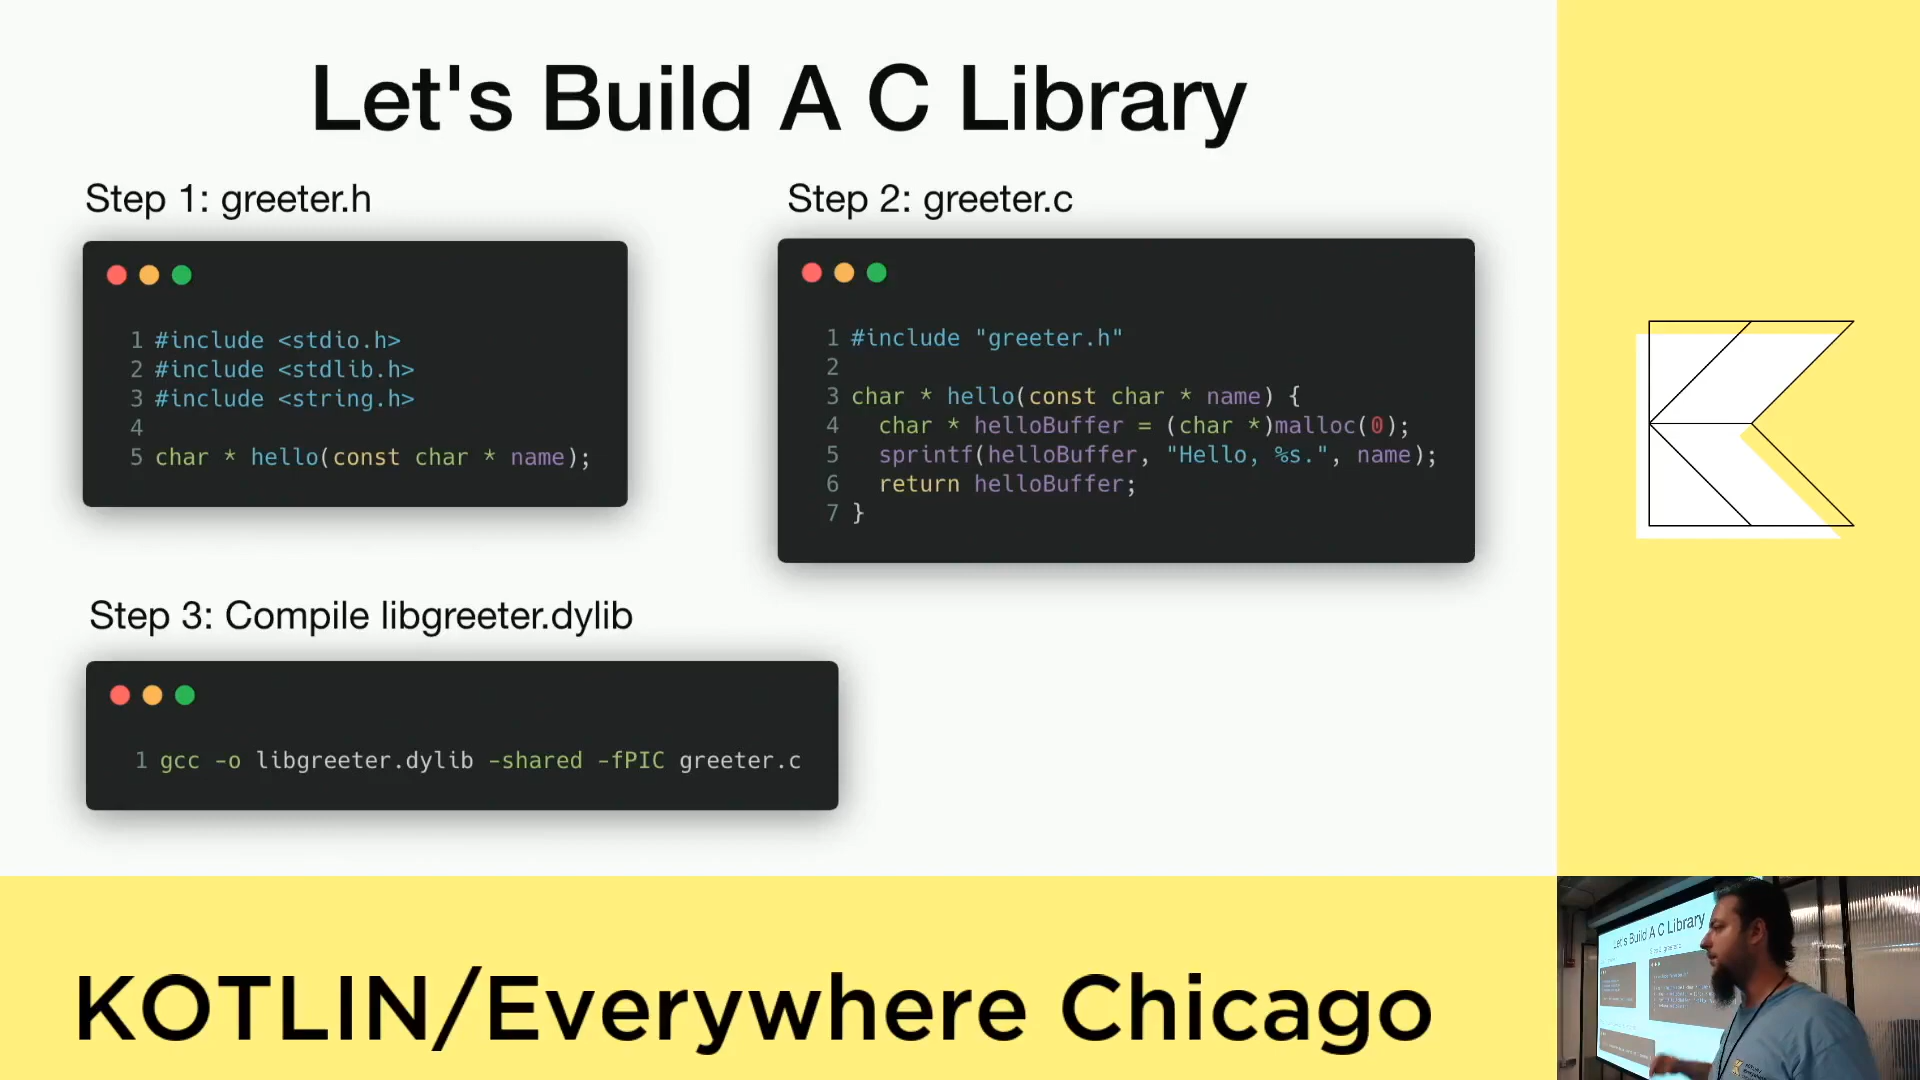 Let's Build A C Library
Step 1: greeter.h
1 #include <stdio.h>
2 #include <stdlib.h>
3 #include <string.h>
4
5 char * hello(const char * name);
Step 2: greeter.c
1 #include "greeter.h"
2
3 char * hello(const char * name) {
4   char * helloBuffer = (char *)malloc(0);
5   sprintf(helloBuffer, "Hello, %s.", name);
6   return helloBuffer;
7 }
Step 3: Compile libgreeter.dylib
1 gcc -o libgreeter.dylib -shared -fPIC greeter.c
KOTLIN/Everywhere Chicago
Let's Build A C Library